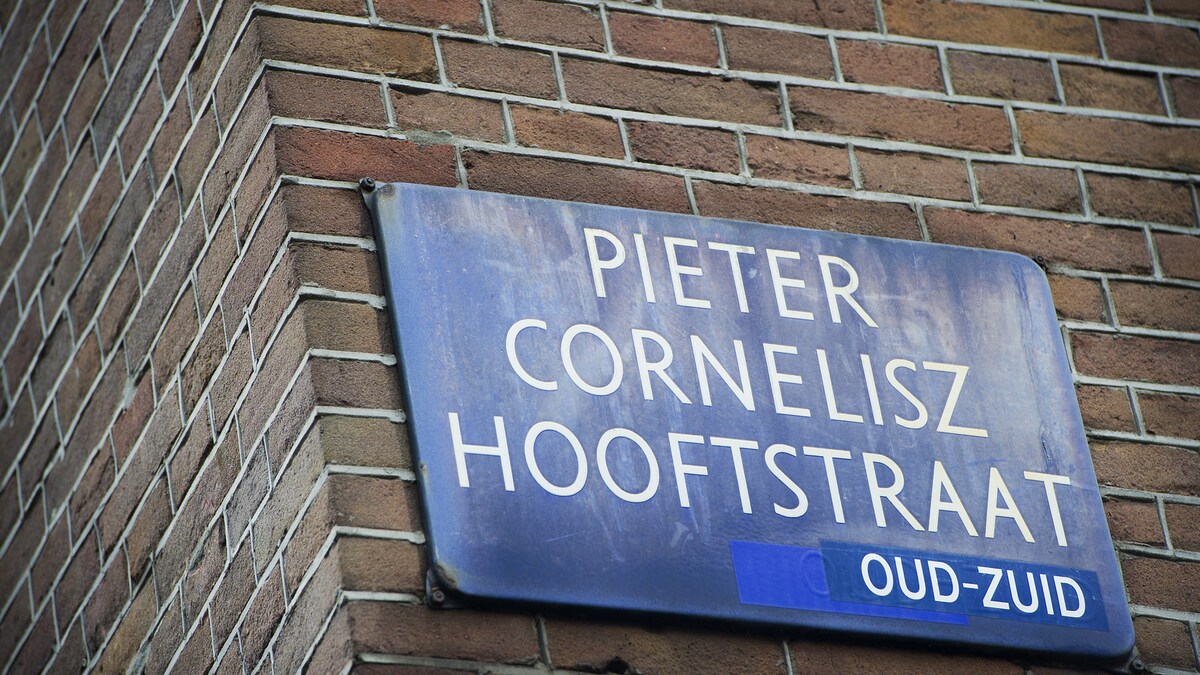 PIETER
CORNELISZ
HOOFTSTRAAT
OUD-ZUID